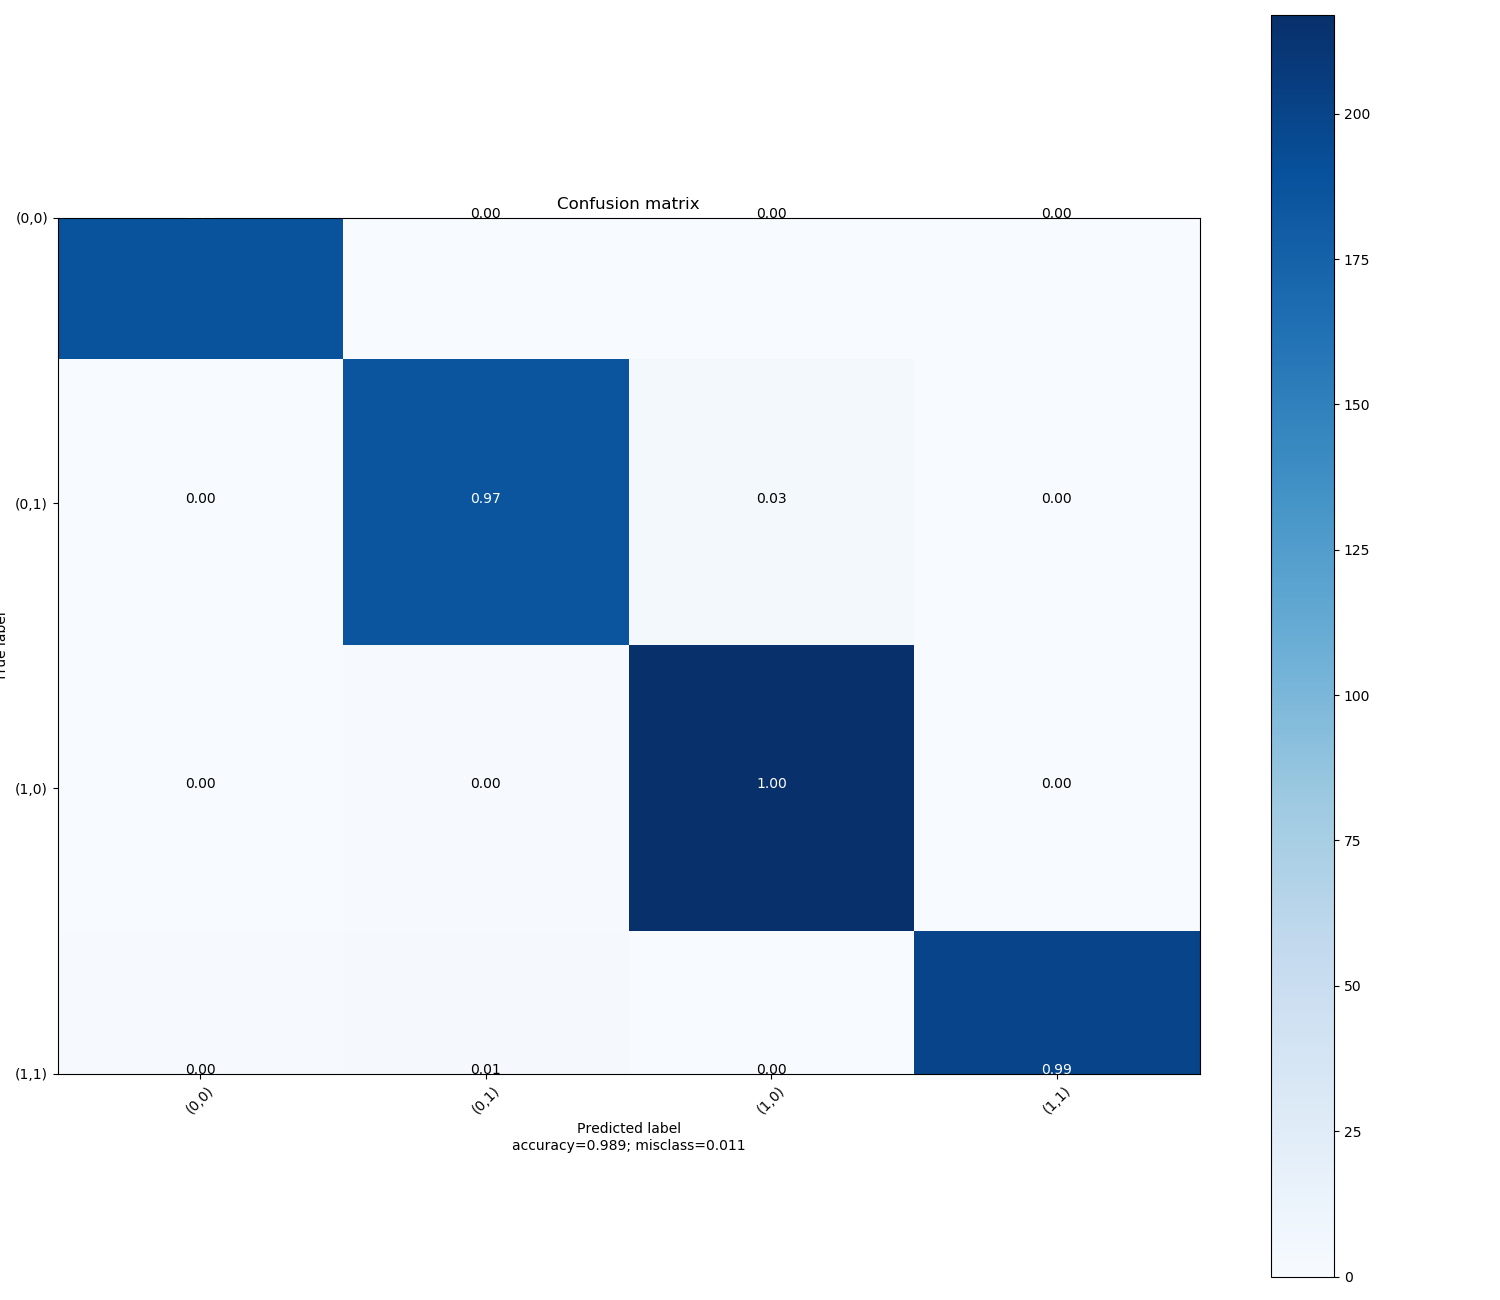 Confusion matrix
(0,0) 0.00 0.00 0.00
(0,1) 0.00 0.97 0.03 0.00
(1,0) 0.00 0.00 1.00 0.00
(1,1) 0.00 0.01 0.00 0.99
True label
(0,0) (0,1) (1,0) (1,1)
Predicted label
accuracy=0.989; misclass=0.011
200
175
150
125
100
75
50
25
0